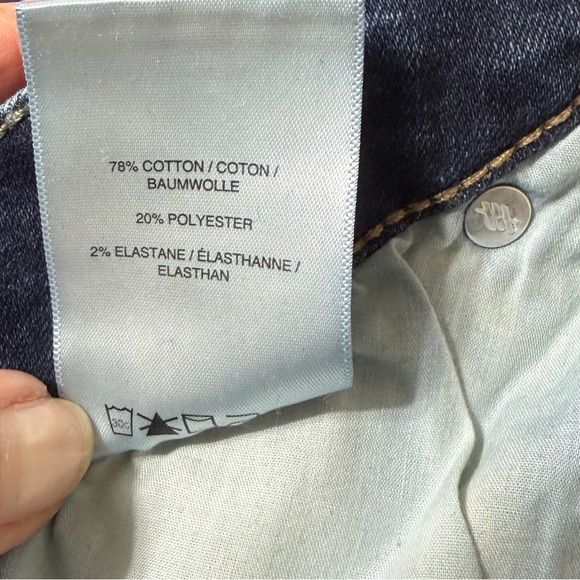 78% COTTON / COTON /
BAUMWOLLE
20% POLYESTER
2% ELASTANE / ÉLASTHANNE /
ELASTHAN
30c